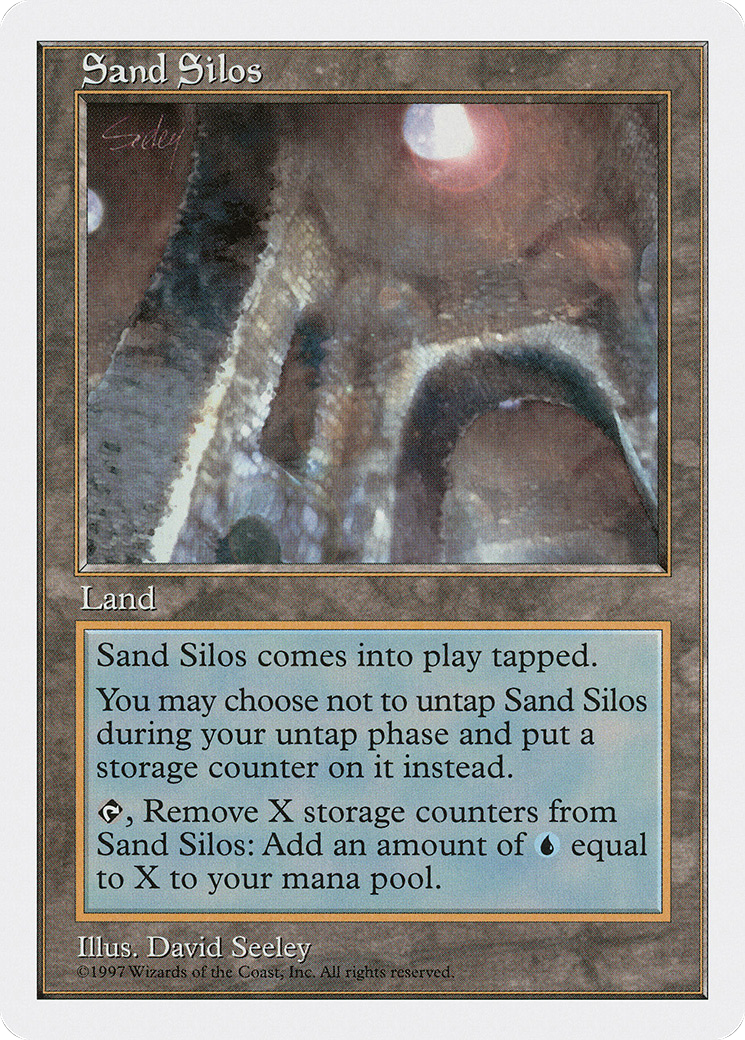 Sand Silos
Seeley
Land
Sand Silos comes into play tapped.
You may choose not to untap Sand Silos
during your untap phase and put a
storage counter on it instead.
, Remove X storage counters from
Sand Silos: Add an amount of equal
to X to your mana pool.
Illus. David Seeley
©1997 Wizards of the Coast, Inc. All rights reserved.